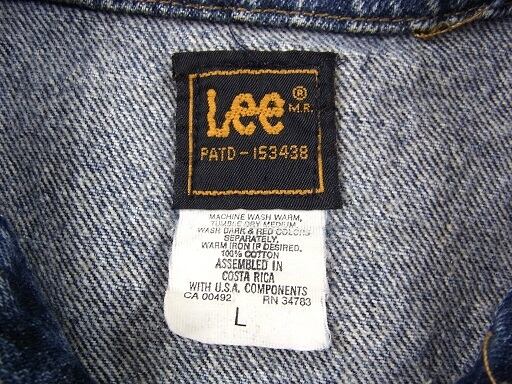 Lee ®
M.R.
PATD-153438
MACHINE WASH WARM,
TUMBLE DRY MEDIUM.
WASH DARK & RED COLORS
SEPARATELY.
WARM IRON IF DESIRED.
100% COTTON
ASSEMBLED IN
COSTA RICA
WITH U.S.A. COMPONENTS
CA 00492 RN 34783
L